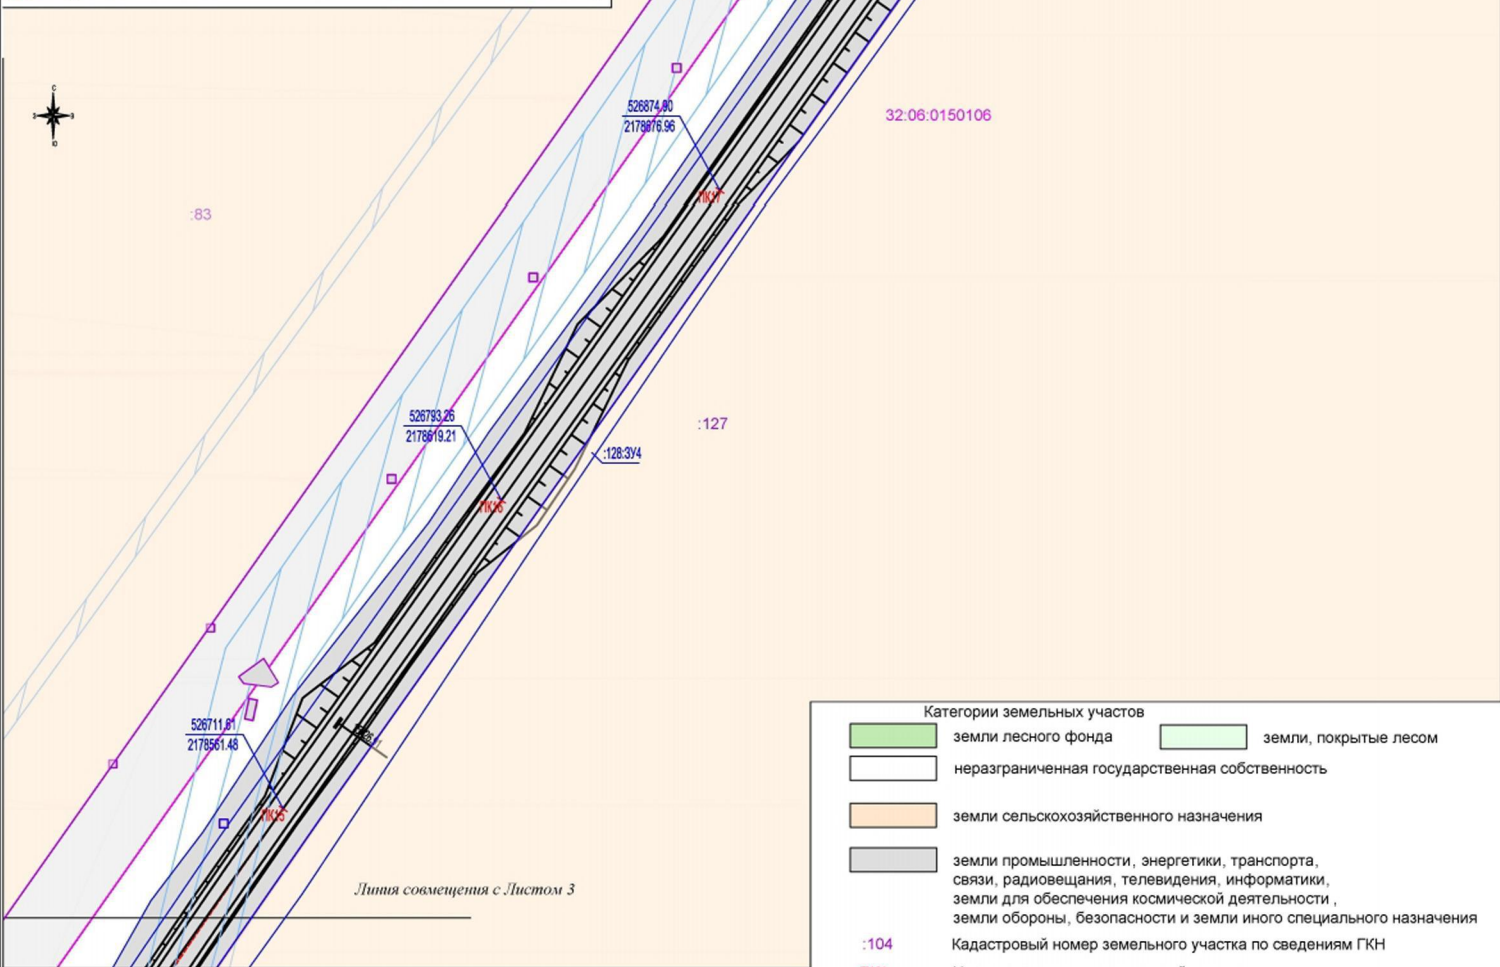 С
З
В
Ю
526874.90
2178676.96
32:06:0150106
ПК17
:83
526793.26
2178619.21
:127
:128:ЗУ4
ПК16
526711.61
2178561.48
ПК15
Линия совмещения с Листом 3
Категории земельных участов
земли лесного фонда
земли, покрытые лесом
неразграниченная государственная собственность
земли сельскохозяйственного назначения
земли промышленности, энергетики, транспорта,
связи, радиовещания, телевидения, информатики,
земли для обеспечения космической деятельности ,
земли обороны, безопасности и земли иного специального назначения
:104
Кадастровый номер земельного участка по сведениям ГКН